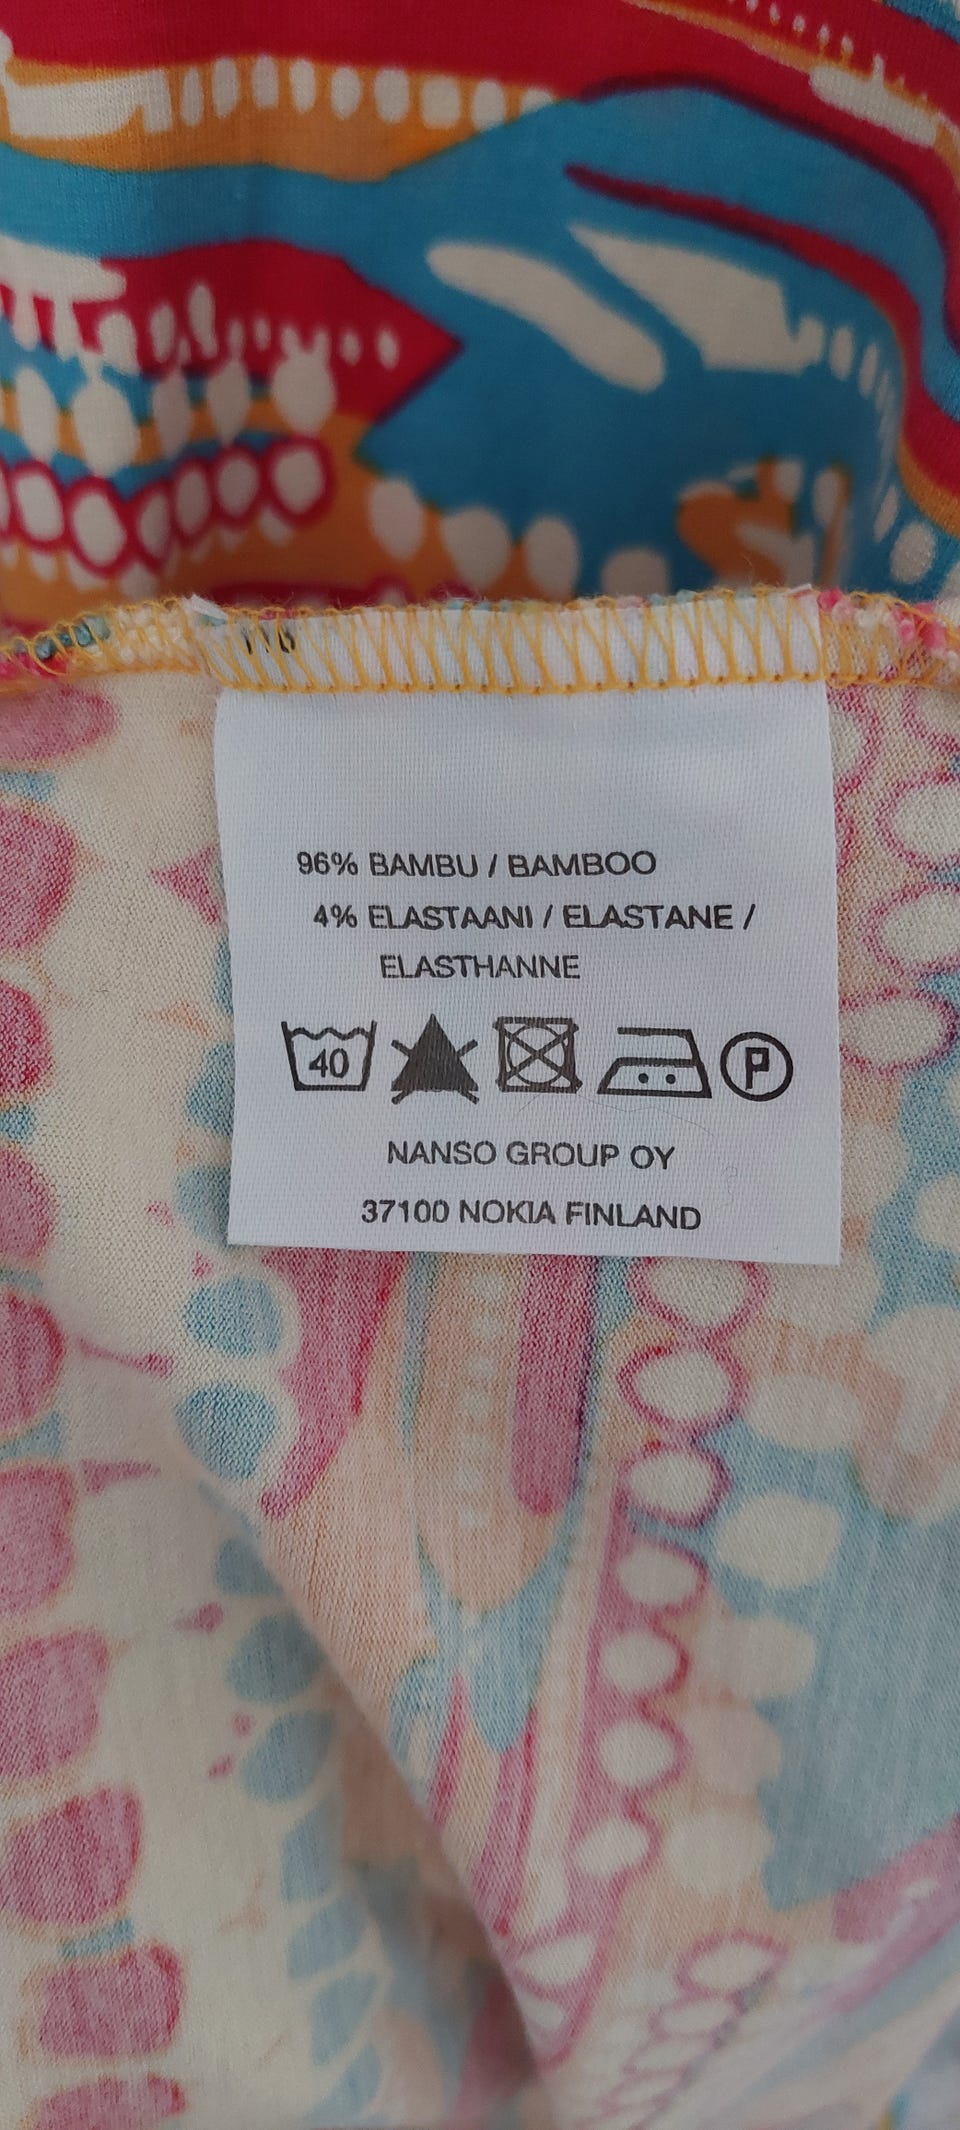 96% BAMBU / BAMBOO
4% ELASTAANI / ELASTANE /
ELASTHANNE
40
P
NANSO GROUP OY
37100 NOKIA FINLAND